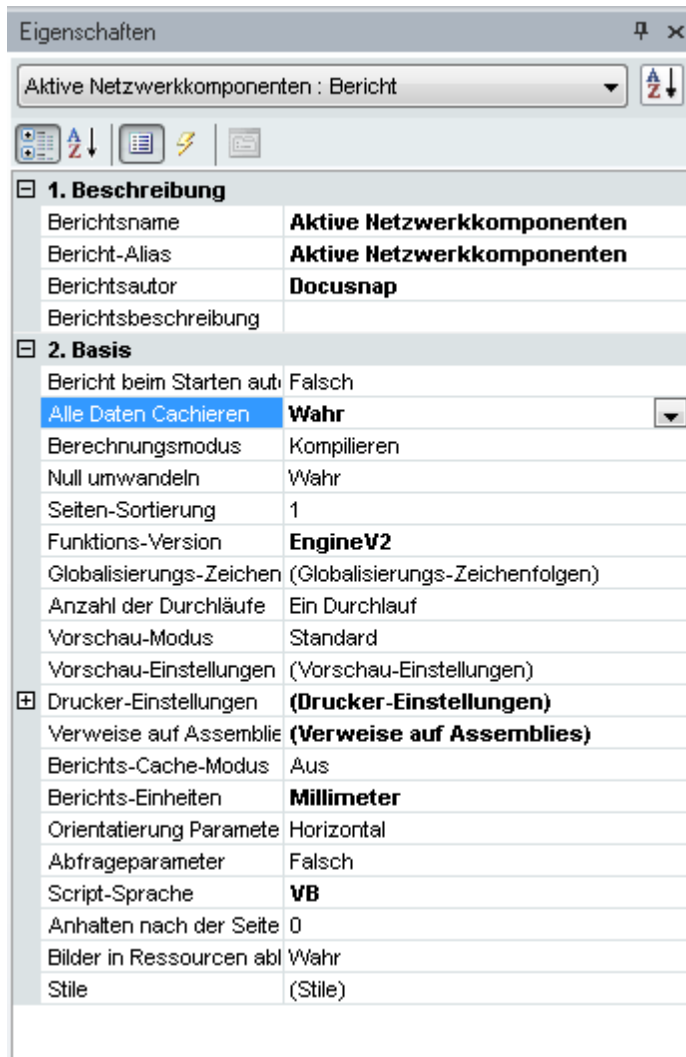 Eigenschaften
Aktive Netzwerkkomponenten : Bericht
1. Beschreibung
Berichtsname Aktive Netzwerkkomponenten
Bericht-Alias Aktive Netzwerkkomponenten
Berichtsautor Docusnap
Berichtsbeschreibung
2. Basis
Bericht beim Starten aut Falsch
Alle Daten Cachieren Wahr
Berechnungsmodus Kompilieren
Null umwandeln Wahr
Seiten-Sortierung 1
Funktions-Version EngineV2
Globalisierungs-Zeichen (Globalisierungs-Zeichenfolgen)
Anzahl der Durchläufe Ein Durchlauf
Vorschau-Modus Standard
Vorschau-Einstellungen (Vorschau-Einstellungen)
Drucker-Einstellungen (Drucker-Einstellungen)
Verweise auf Assemblie (Verweise auf Assemblies)
Berichts-Cache-Modus Aus
Berichts-Einheiten Millimeter
Orientatierung Paramete Horizontal
Abfrageparameter Falsch
Script-Sprache VB
Anhalten nach der Seite 0
Bilder in Ressourcen abl Wahr
Stile (Stile)